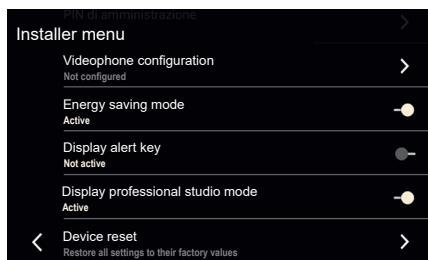 PIN di amministrazione
Installer menu
Videophone configuration
Not configured
Energy saving mode
Active
Display alert key
Not active
Display professional studio mode
Active
Device reset
Restore all settings to their factory values